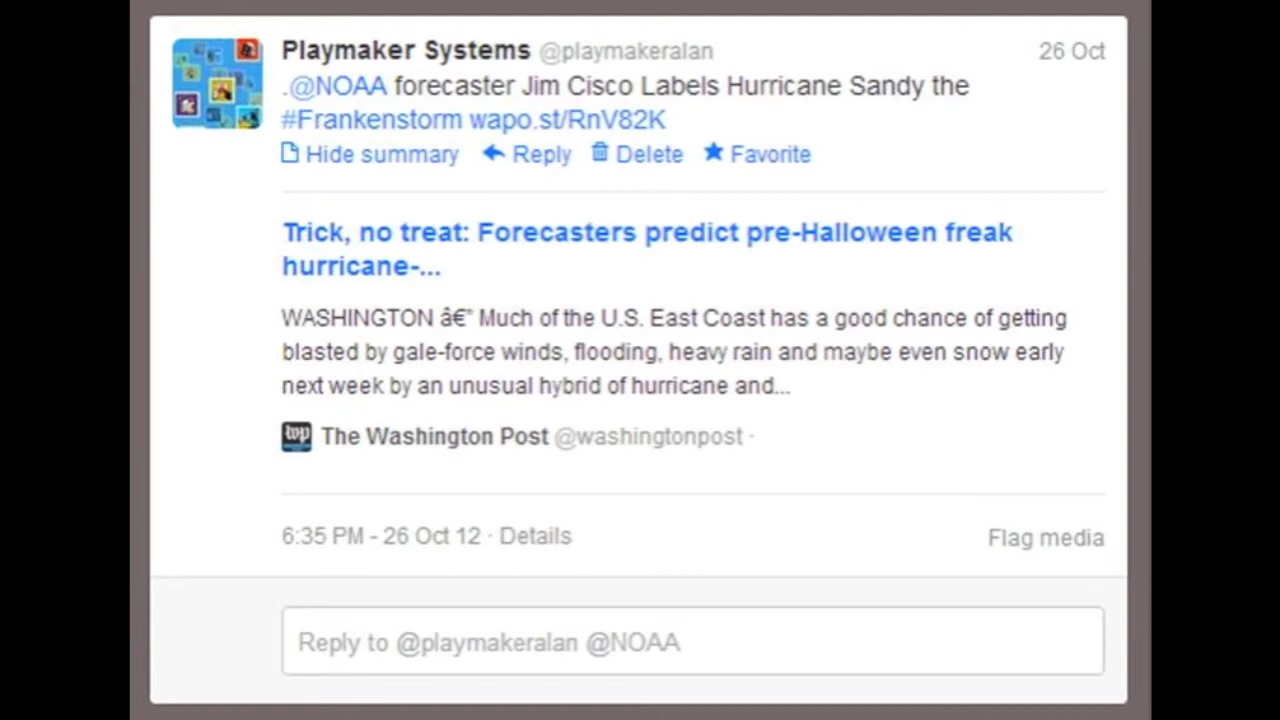 Playmaker Systems @playmakeralan 26 Oct
.@NOAA forecaster Jim Cisco Labels Hurricane Sandy the
#Frankenstorm wapo.st/RnV82K
Hide summary Reply Delete Favorite
Trick, no treat: Forecasters predict pre-Halloween freak
hurricane-...
WASHINGTON â€” Much of the U.S. East Coast has a good chance of getting
blasted by gale-force winds, flooding, heavy rain and maybe even snow early
next week by an unusual hybrid of hurricane and...
wp The Washington Post @washingtonpost ·
6:35 PM - 26 Oct 12 · Details Flag media
Reply to @playmakeralan @NOAA